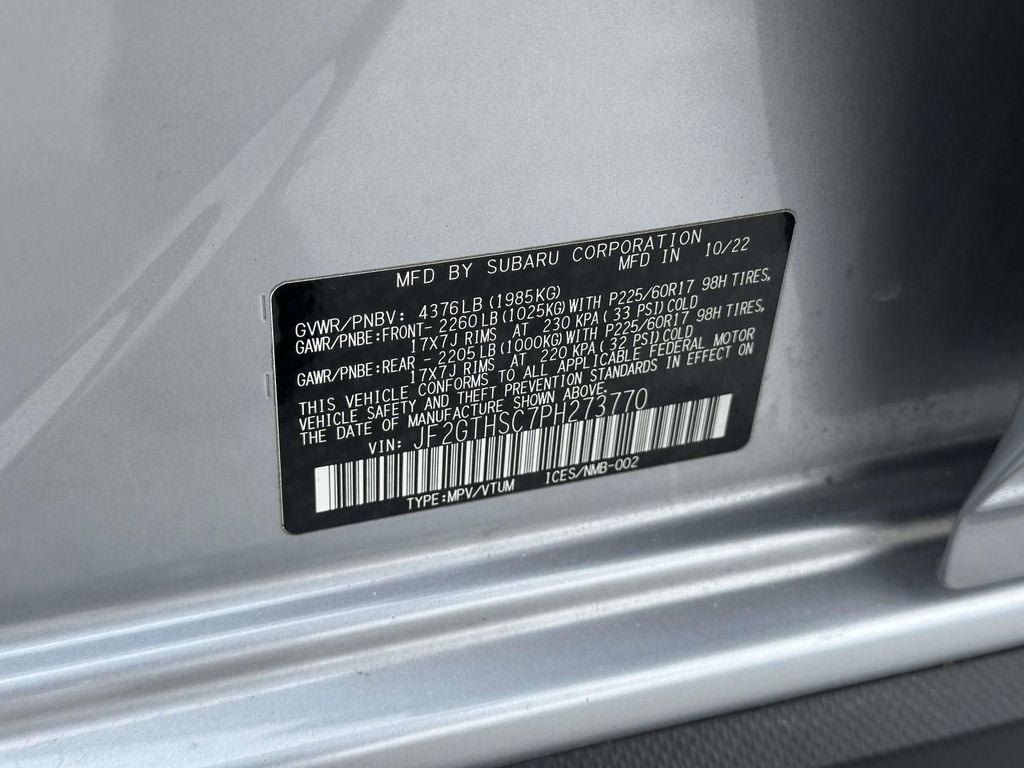 MFD BY SUBARU CORPORATION
MFD IN 10/22
GVWR/PNBV: 4376LB(1985KG)
GAWR/PNBE:FRONT- 2260LB(1025KG)WITH P225/60R17 98H TIRES,
17X7J RIMS AT 230 KPA(33 PSI)COLD
GAWR/PNBE:REAR - 2205LB(1000KG)WITH P225/60R17 98H TIRES,
17X7J RIMS AT 220 KPA(32 PSI)COLD
THIS VEHICLE CONFORMS TO ALL APPLICABLE FEDERAL MOTOR
VEHICLE SAFETY AND THEFT PREVENTION STANDARDS IN EFFECT ON
THE DATE OF MANUFACTURE SHOWN ABOVE.
VIN: JF2GTHSC7PH273770
TYPE:MPV/VTUM ICES/NMB-002